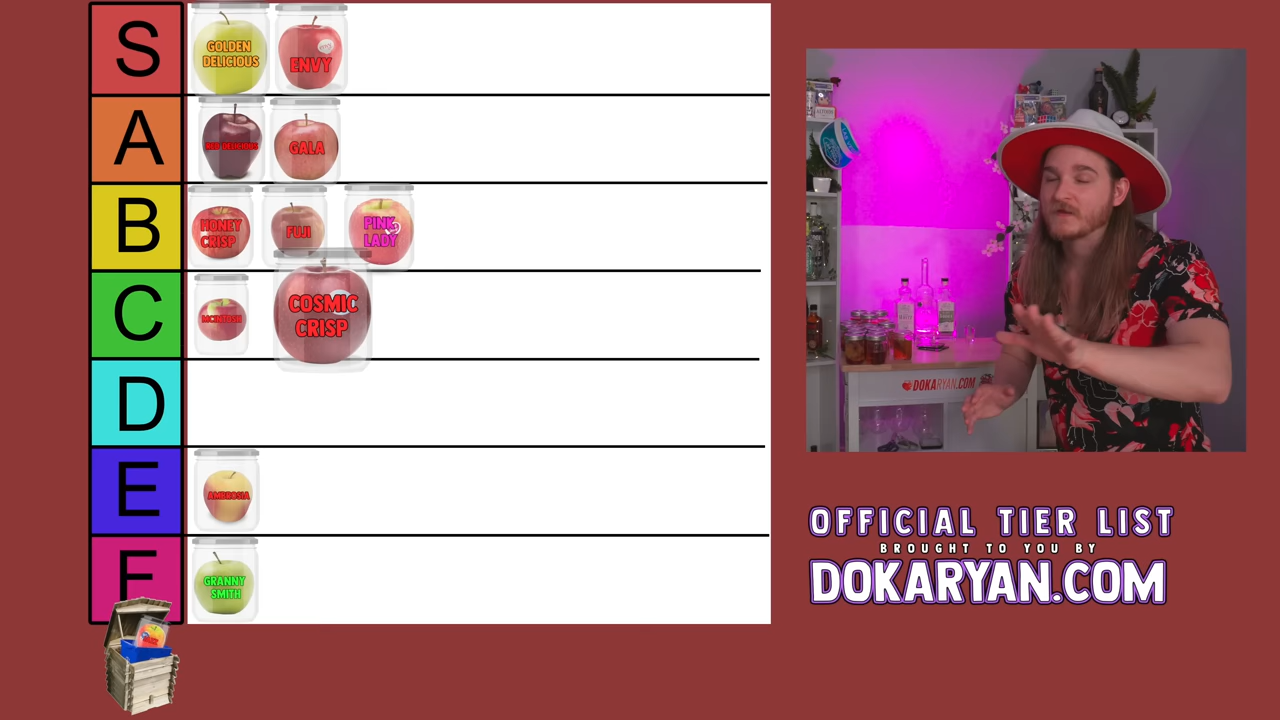 S
GOLDEN
DELICIOUS
ENVY
A
RED DELICIOUS
GALA
B
HONEY
CRISP
FUJI
PINK
LADY
C
MCINTOSH
COSMIC
CRISP
D
E
AMBROSIA
F
GRANNY
SMITH
DOKARYAN.COM
OFFICIAL TIER LIST
BROUGHT TO YOU BY
DOKARYAN.COM